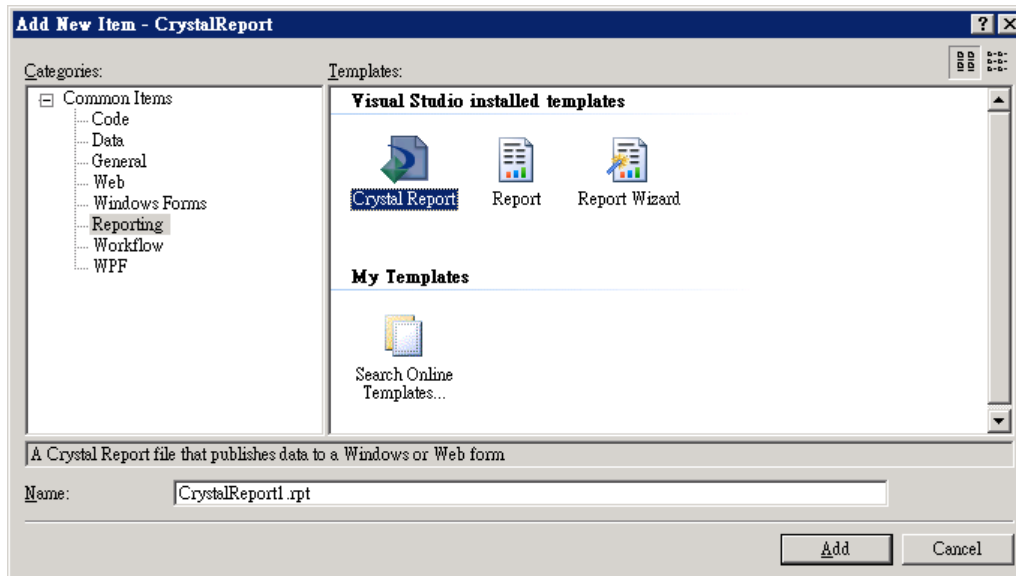 Add New Item - CrystalReport
Categories:
Templates:
Common Items
Code
Data
General
Web
Windows Forms
Reporting
Workflow
WPF
Visual Studio installed templates
Crystal Report
Report
Report Wizard
My Templates
Search Online
Templates...
A Crystal Report file that publishes data to a Windows or Web form
Name:
CrystalReport1.rpt
Add
Cancel